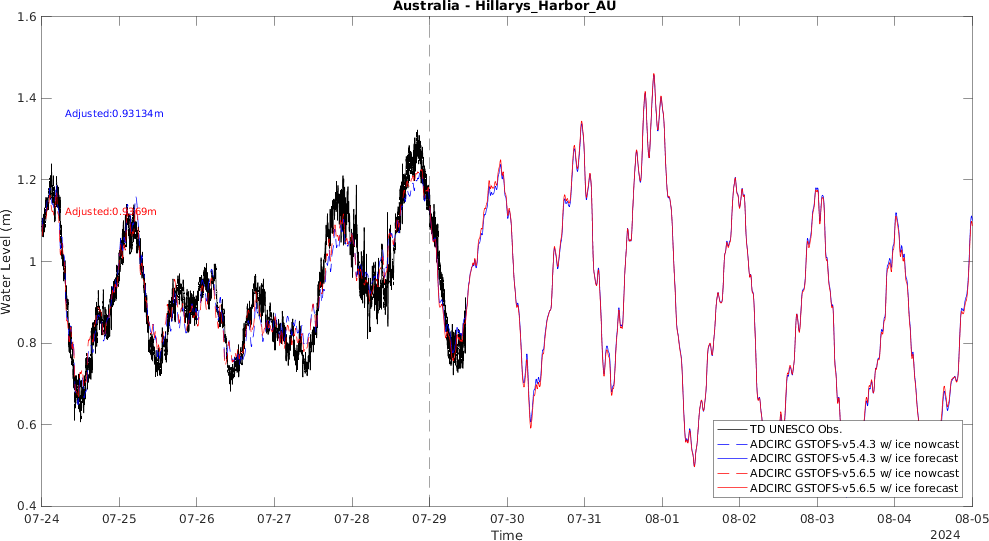 Australia - Hillarys_Harbor_AU
1.6
1.4
1.2
1
0.8
0.6
0.4
Water Level (m)
Adjusted:0.93134m
Adjusted:0.9369m
TD UNESCO Obs.
ADCIRC GSTOFS-v5.4.3 w/ ice nowcast
ADCIRC GSTOFS-v5.4.3 w/ ice forecast
ADCIRC GSTOFS-v5.6.5 w/ ice nowcast
ADCIRC GSTOFS-v5.6.5 w/ ice forecast
07-24 07-25 07-26 07-27 07-28 07-29 07-30 07-31 08-01 08-02 08-03 08-04 08-05
Time
2024